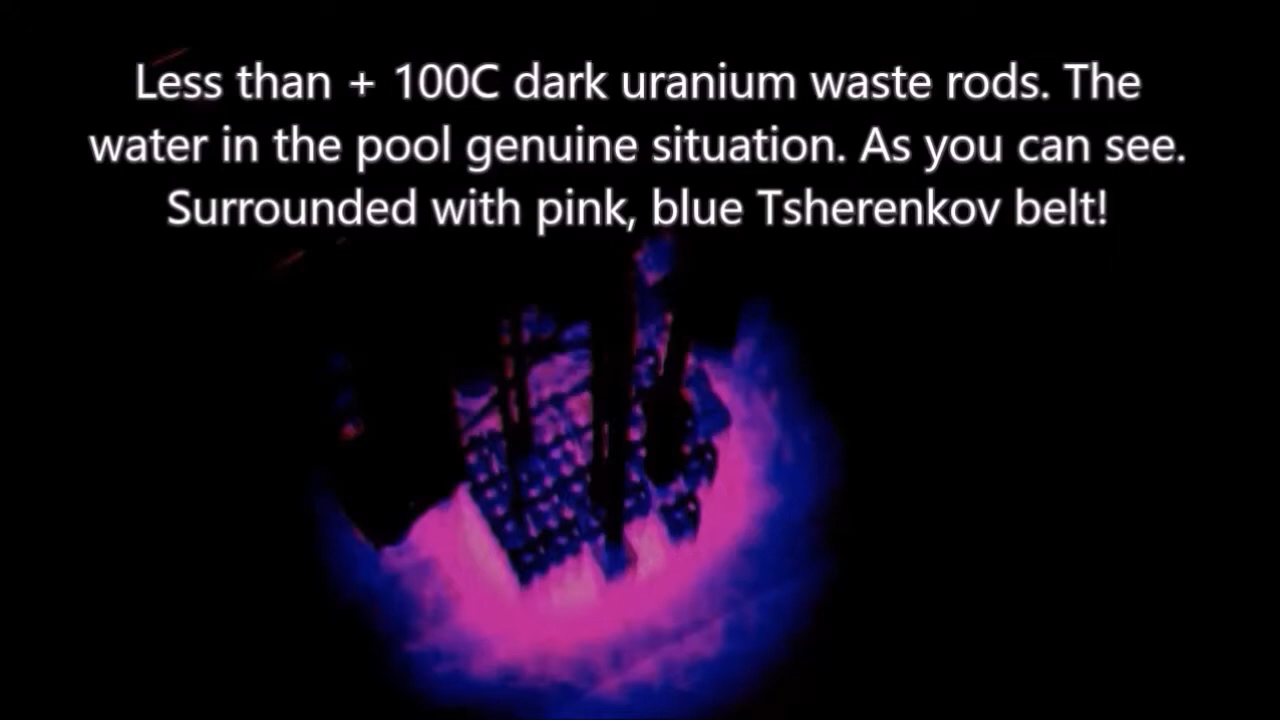 Less than + 100C dark uranium waste rods. The
water in the pool genuine situation. As you can see.
Surrounded with pink, blue Tsherenkov belt!